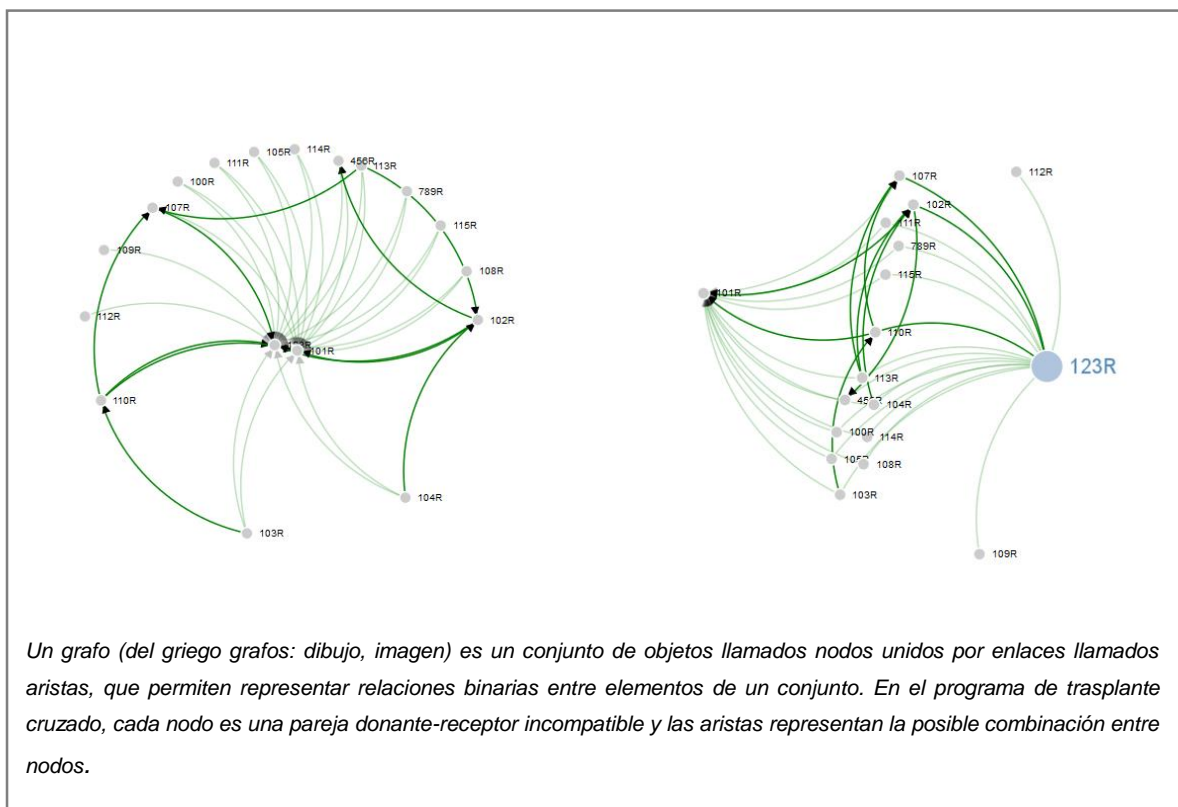 114R
105R
456R
111R
113R
100R
789R
107R
115R
109R
108R
112R
102R
101R
110R
104R
103R
107R
112R
102R
111R
789R
115R
101R
110R
123R
113R
104R
100R
114R
108R
103R
109R
Un grafo (del griego grafos: dibujo, imagen) es un conjunto de objetos llamados nodos unidos por enlaces llamados
aristas, que permiten representar relaciones binarias entre elementos de un conjunto. En el programa de trasplante
cruzado, cada nodo es una pareja donante-receptor incompatible y las aristas representan la posible combinación entre
nodos.